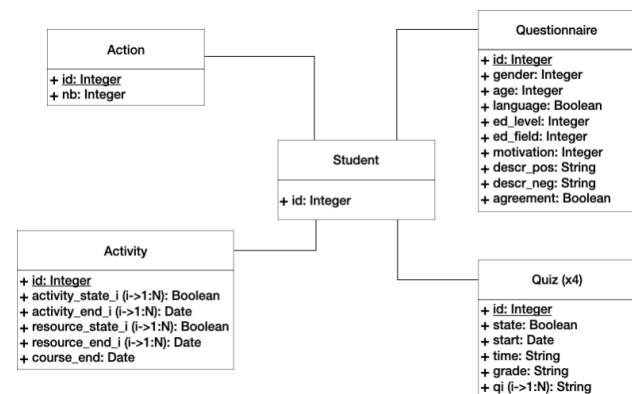 Action
+ id: Integer
+ nb: Integer
Questionnaire
+ id: Integer
+ gender: Integer
+ age: Integer
+ language: Boolean
+ ed_level: Integer
+ ed_field: Integer
+ motivation: Integer
+ descr_pos: String
+ descr_neg: String
+ agreement: Boolean
Student
+ id: Integer
Activity
+ id: Integer
+ activity_state_i (i->1:N): Boolean
+ activity_end_i (i->1:N): Date
+ resource_state_i (i->1:N): Boolean
+ resource_end_i (i->1:N): Date
+ course_end: Date
Quiz (x4)
+ id: Integer
+ state: Boolean
+ start: Date
+ time: String
+ grade: String
+ qi (i->1:N): String